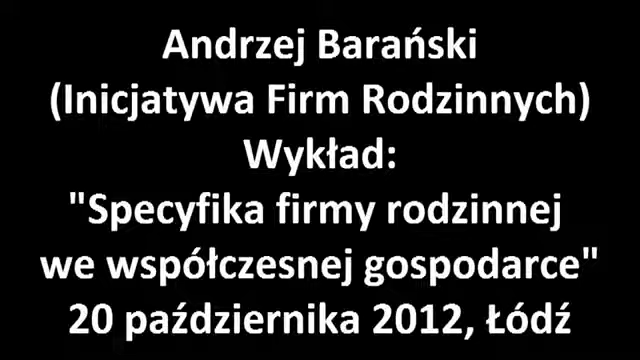 Andrzej Barański
(Inicjatywa Firm Rodzinnych)
Wykład:
"Specyfika firmy rodzinnej
we współczesnej gospodarce"
20 października 2012, Łódź